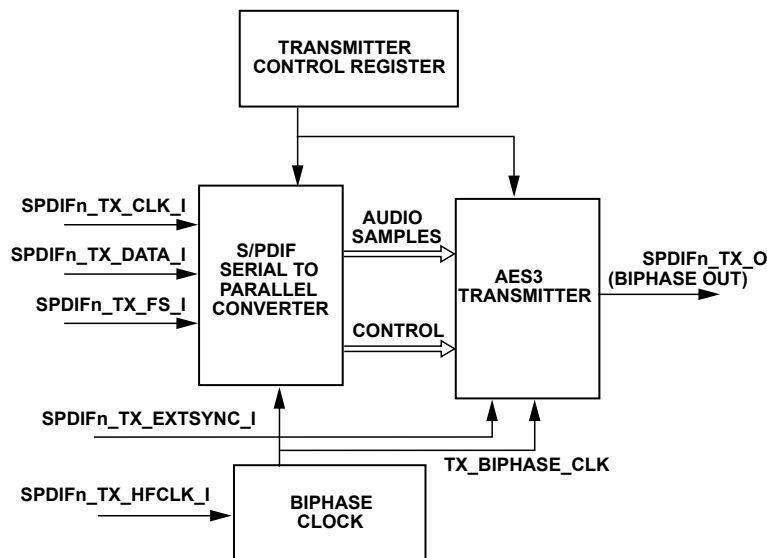 TRANSMITTER
CONTROL REGISTER
SPDIFn_TX_CLK_I
SPDIFn_TX_DATA_I
SPDIFn_TX_FS_I
S/PDIF
SERIAL TO
PARALLEL
CONVERTER
AUDIO
SAMPLES
CONTROL
AES3
TRANSMITTER
SPDIFn_TX_O
(BIPHASE OUT)
SPDIFn_TX_EXTSYNC_I
TX_BIPHASE_CLK
SPDIFn_TX_HFCLK_I
BIPHASE
CLOCK